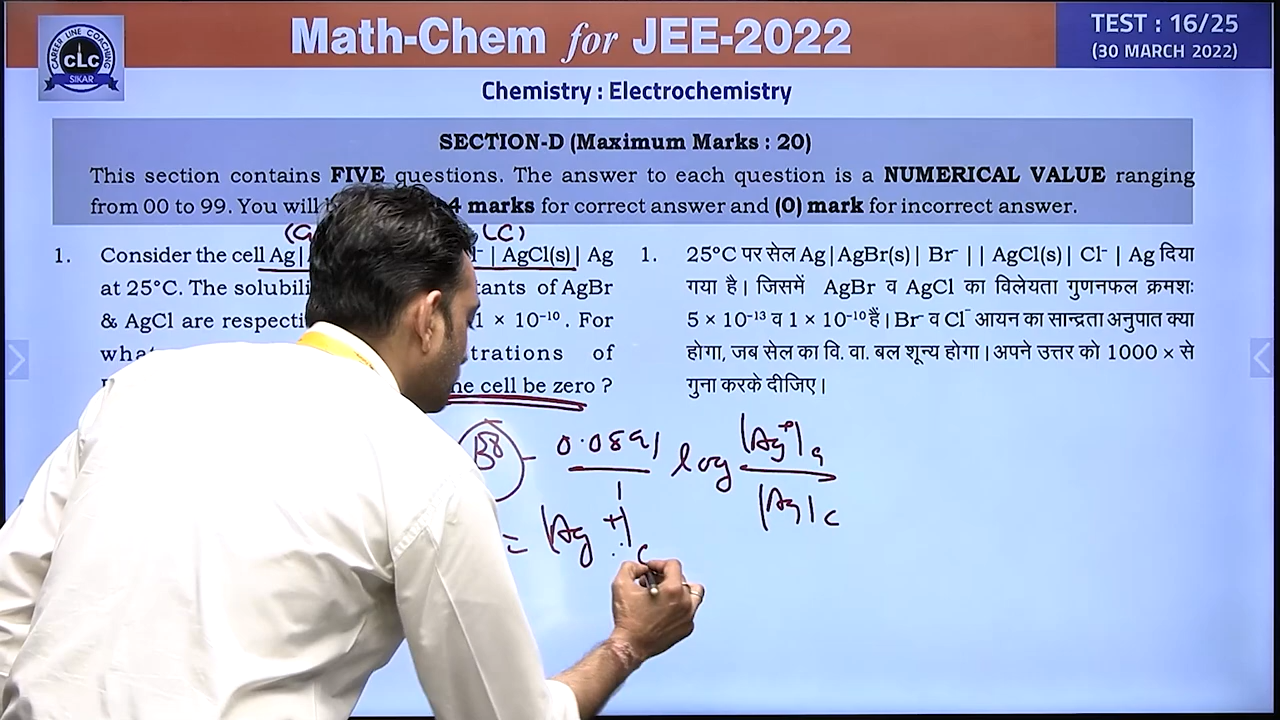 CAREER LINE COACHING
CLC
SIKAR
Math-Chem for JEE-2022
TEST : 16/25
(30 MARCH 2022)
Chemistry : Electrochemistry
SECTION-D (Maximum Marks : 20)
This section contains FIVE questions. The answer to each question is a NUMERICAL VALUE ranging
from 00 to 99. You will 4 marks for correct answer and (0) mark for incorrect answer.
(C)
1. Consider the cell Ag| | AgCl(s) | Ag
at 25°C. The solubili tants of AgBr
& AgCl are respecti 1 × 10⁻¹⁰. For
what trations of
the cell be zero ?
1. 25°C पर सेल Ag|AgBr(s)| Br⁻ || AgCl(s)| Cl⁻ | Ag दिया
गया है। जिसमें AgBr व AgCl का विलेयता गुणनफल क्रमशः
5 × 10⁻¹³ व 1 × 10⁻¹⁰ हैं। Br⁻ व Cl⁻ आयन का सान्द्रता अनुपात क्या
होगा, जब सेल का वि. वा. बल शून्य होगा। अपने उत्तर को 1000 × से
गुना करके दीजिए।
- 0.0591/1 log |Ag⁺|a/|Ag|c
= |Ag⁺|c